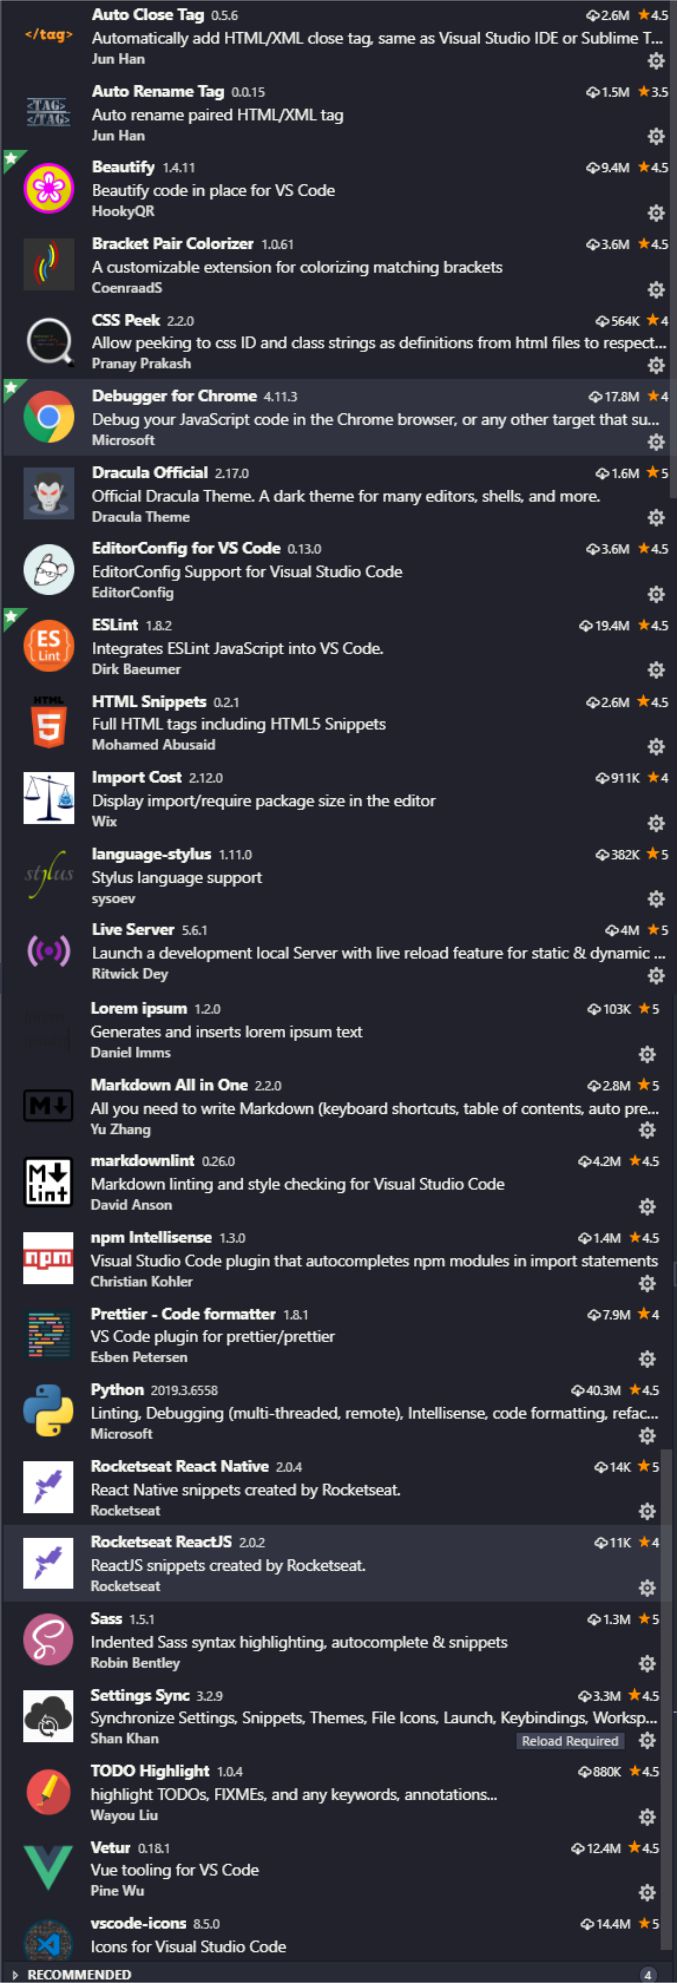 </tag> Auto Close Tag 0.5.6 2.6M ★4.5
Automatically add HTML/XML close tag, same as Visual Studio IDE or Sublime T...
Jun Han
<TAG> Auto Rename Tag 0.0.15 1.5M ★3.5
</TAG> Auto rename paired HTML/XML tag
Jun Han
Beautify 1.4.11 9.4M ★4.5
Beautify code in place for VS Code
HookyQR
Bracket Pair Colorizer 1.0.61 3.6M ★4.5
A customizable extension for colorizing matching brackets
CoenraadS
CSS Peek 2.2.0 564K ★4
Allow peeking to css ID and class strings as definitions from html files to respect...
Pranay Prakash
Debugger for Chrome 4.11.3 17.8M ★4
Debug your JavaScript code in the Chrome browser, or any other target that su...
Microsoft
Dracula Official 2.17.0 1.6M ★5
Official Dracula Theme. A dark theme for many editors, shells, and more.
Dracula Theme
EditorConfig for VS Code 0.13.0 3.6M ★4.5
EditorConfig Support for Visual Studio Code
EditorConfig
ESLint 1.8.2 19.4M ★4.5
{ES Lint} Integrates ESLint JavaScript into VS Code.
Dirk Baeumer
HTML HTML Snippets 0.2.1 2.6M ★4.5
5 Full HTML tags including HTML5 Snippets
Mohamed Abusaid
Import Cost 2.12.0 911K ★4
Display import/require package size in the editor
Wix
language-stylus 1.11.0 382K ★5
stylus Stylus language support
sysoev
Live Server 5.6.1 4M ★5
Launch a development local Server with live reload feature for static & dynamic ...
Ritwick Dey
Lorem ipsum 1.2.0 103K ★5
Generates and inserts lorem ipsum text
Daniel Imms
Markdown All in One 2.2.0 2.8M ★5
M All you need to write Markdown (keyboard shortcuts, table of contents, auto pre...
Yu Zhang
markdownlint 0.26.0 4.2M ★4.5
M Lint Markdown linting and style checking for Visual Studio Code
David Anson
npm Intellisense 1.3.0 1.4M ★4.5
npm Visual Studio Code plugin that autocompletes npm modules in import statements
Christian Kohler
Prettier - Code formatter 1.8.1 7.9M ★4
VS Code plugin for prettier/prettier
Esben Petersen
Python 2019.3.6558 40.3M ★4.5
Linting, Debugging (multi-threaded, remote), Intellisense, code formatting, refac...
Microsoft
Rocketseat React Native 2.0.4 14K ★5
React Native snippets created by Rocketseat.
Rocketseat
Rocketseat ReactJS 2.0.2 11K ★4
ReactJS snippets created by Rocketseat.
Rocketseat
Sass 1.5.1 1.3M ★5
Indented Sass syntax highlighting, autocomplete & snippets
Robin Bentley
Settings Sync 3.2.9 3.3M ★4.5
Synchronize Settings, Snippets, Themes, File Icons, Launch, Keybindings, Worksp...
Shan Khan Reload Required
TODO Highlight 1.0.4 880K ★4.5
highlight TODOs, FIXMEs, and any keywords, annotations...
Wayou Liu
Vetur 0.18.1 12.4M ★4.5
Vue tooling for VS Code
Pine Wu
vscode-icons 8.5.0 14.4M ★5
Icons for Visual Studio Code
RECOMMENDED 4